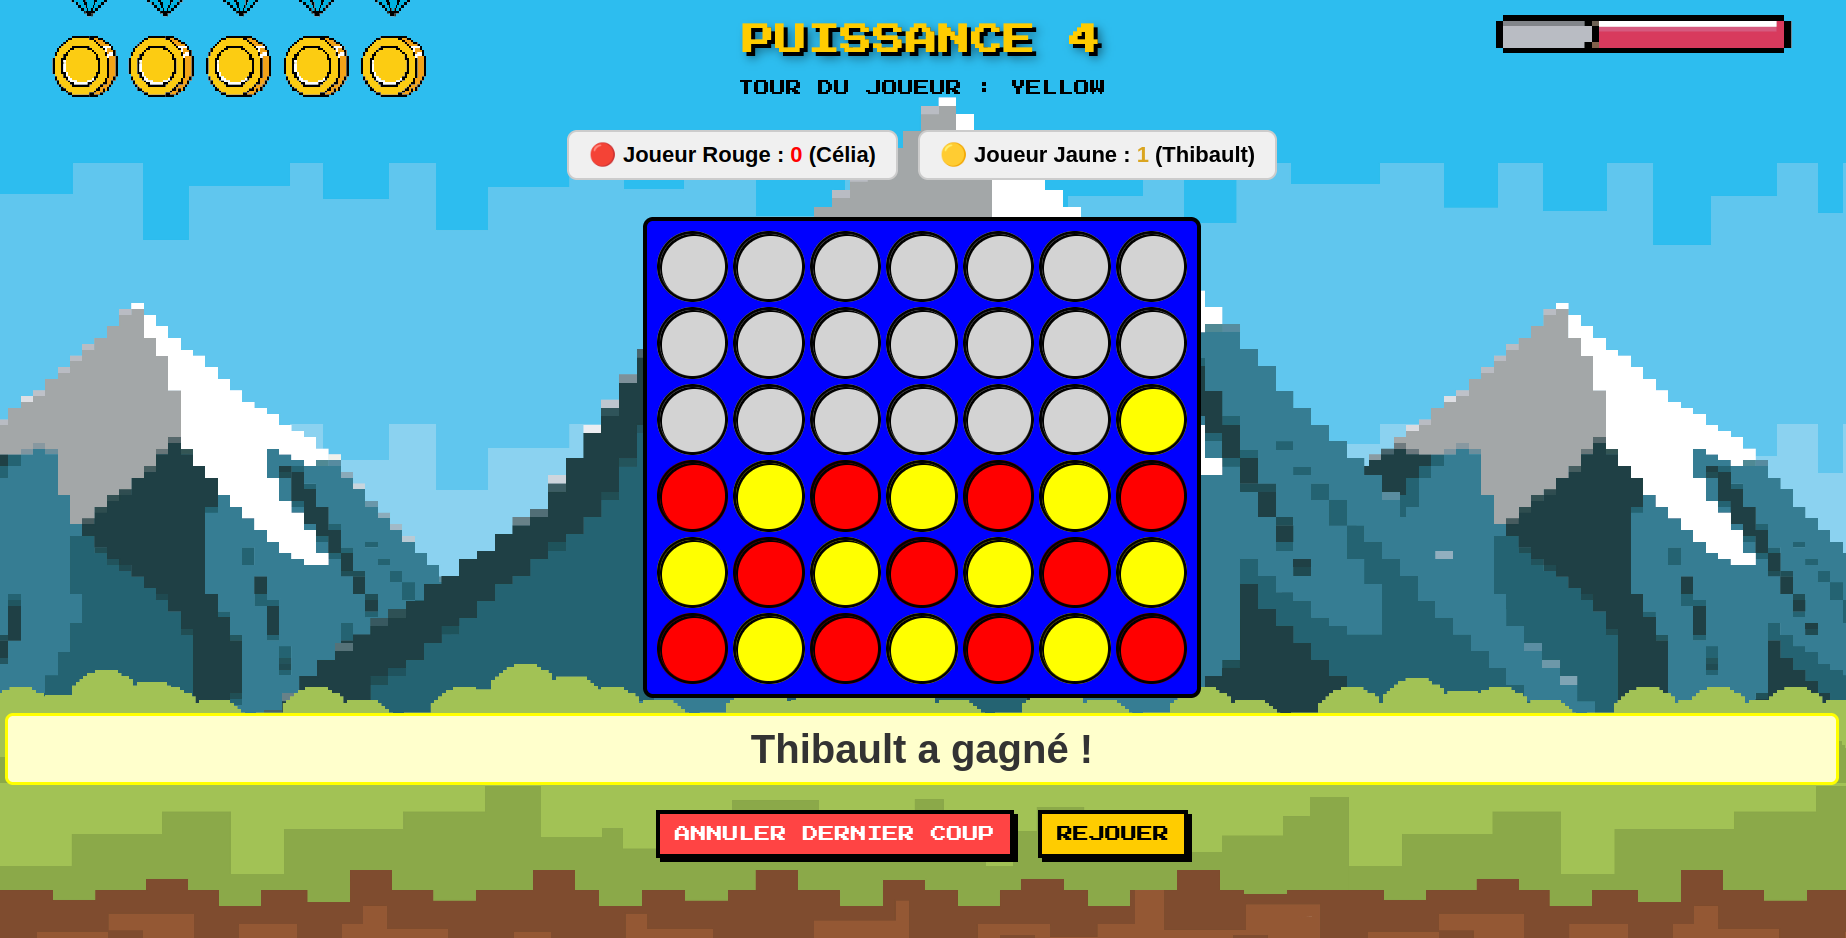 PUISSANCE 4
TOUR DU JOUEUR : YELLOW
Joueur Rouge : 0 (Célia)
Joueur Jaune : 1 (Thibault)
Thibault a gagné !
ANNULER DERNIER COUP
REJOUER